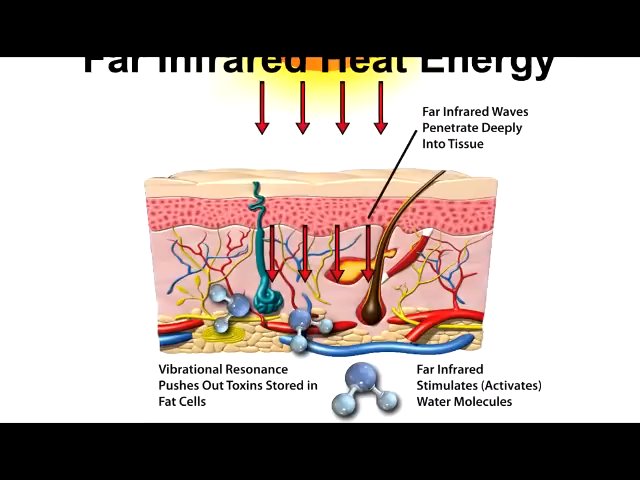 Far Infrared Heat Energy
Far Infrared Waves
Penetrate Deeply
Into Tissue
Vibrational Resonance
Pushes Out Toxins Stored in
Fat Cells
Far Infrared
Stimulates (Activates)
Water Molecules